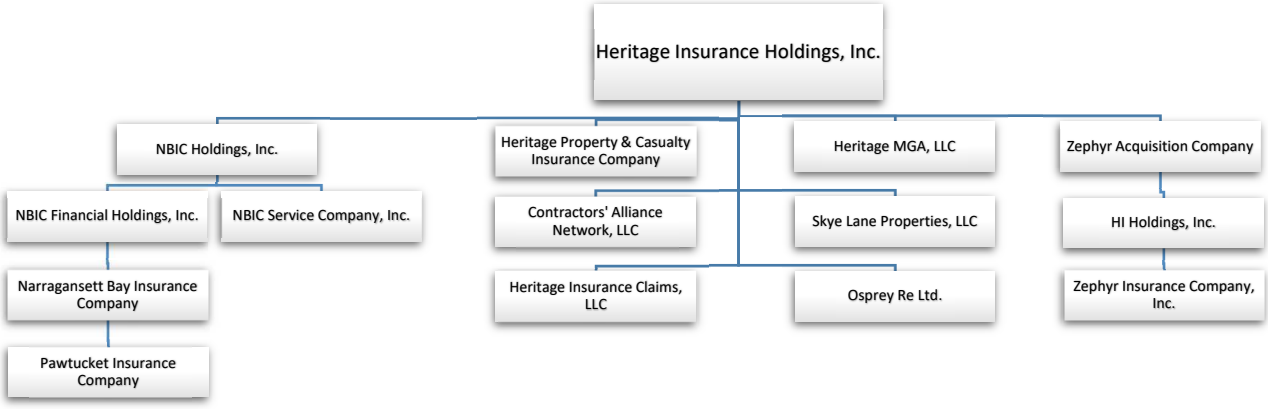 Heritage Insurance Holdings, Inc.
NBIC Holdings, Inc.
Heritage Property & Casualty
Insurance Company
Heritage MGA, LLC
Zephyr Acquisition Company
NBIC Financial Holdings, Inc.
NBIC Service Company, Inc.
Contractors' Alliance
Network, LLC
Skye Lane Properties, LLC
HI Holdings, Inc.
Narragansett Bay Insurance
Company
Heritage Insurance Claims,
LLC
Osprey Re Ltd.
Zephyr Insurance Company,
Inc.
Pawtucket Insurance
Company